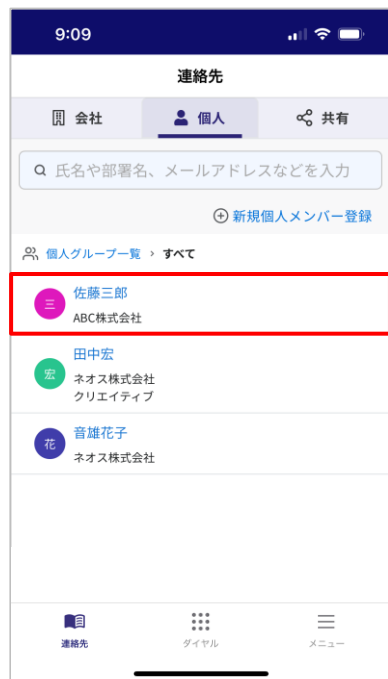 9:09
連絡先
会社 個人 共有
氏名や部署名、メールアドレスなどを入力
新規個人メンバー登録
個人グループ一覧 › すべて
三
佐藤三郎
ABC株式会社
宏
田中宏
ネオス株式会社
クリエイティブ
花
音雄花子
ネオス株式会社
連絡先 ダイヤル メニュー